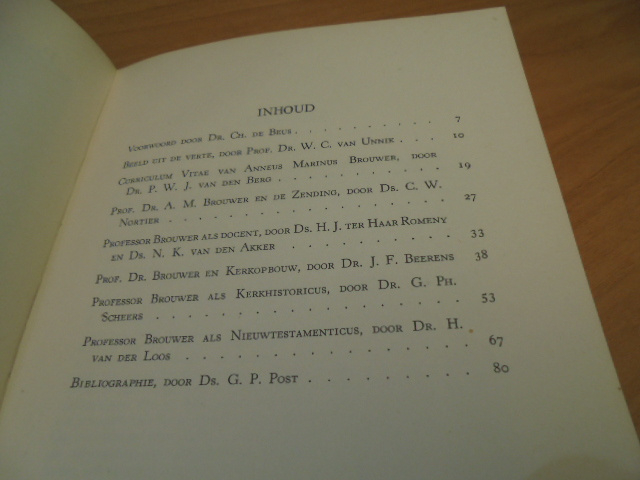 INHOUD
Voorwoord door Dr. Ch. de Beus . . . . . . . . . . . 7
Beeld uit de verte, door Prof. Dr. W. C. van Unnik . . . 10
Curriculum Vitae van Anneus Marinus Brouwer, door
Dr. P. W. J. van den Berg . . . . . . . . . . . . 19
Prof. Dr. A. M. Brouwer en de Zending, door Ds. C. W.
Nortier . . . . . . . . . . . . . . . . . . 27
Professor Brouwer als docent, door Ds. H. J. ter Haar Romeny
en Ds. N. K. van den Akker . . . . . . . . . . 33
Prof. Dr. Brouwer en Kerkopbouw, door Dr. J. F. Beerens 38
Professor Brouwer als Kerkhistoricus, door Dr. G. Ph.
Scheers . . . . . . . . . . . . . . . . . . 53
Professor Brouwer als Nieuwtestamenticus, door Dr. H.
van der Loos . . . . . . . . . . . . . . . . 67
Bibliographie, door Ds. G. P. Post . . . . . . . . . 80